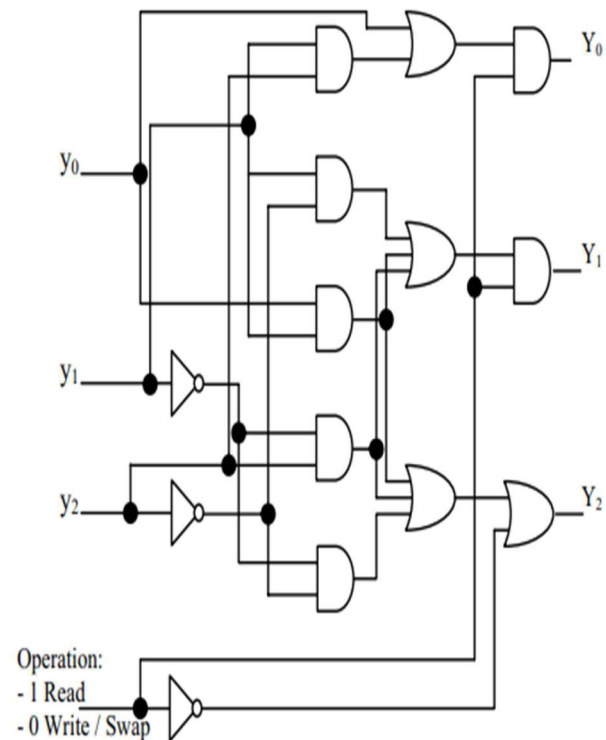 Y₀
y₀
Y₁
y₁
y₂
Y₂
Operation:
- 1 Read
- 0 Write / Swap